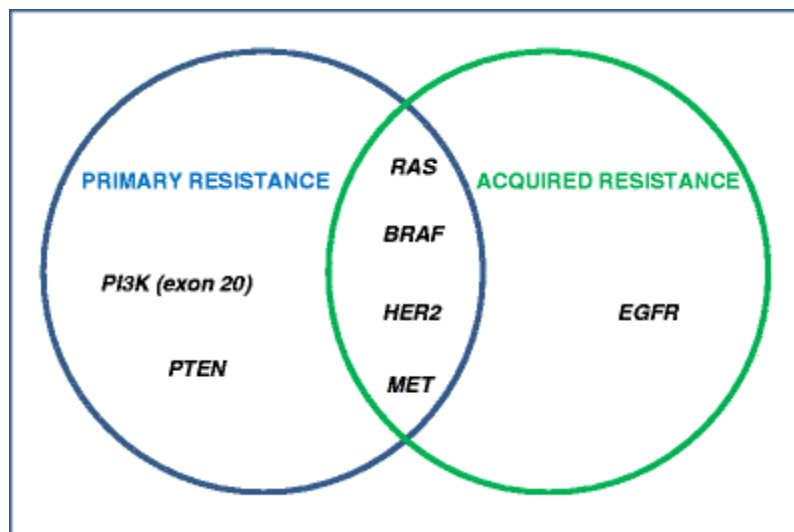 RAS
PRIMARY RESISTANCE
ACQUIRED RESISTANCE
BRAF
PI3K (exon 20)
HER2
EGFR
PTEN
MET